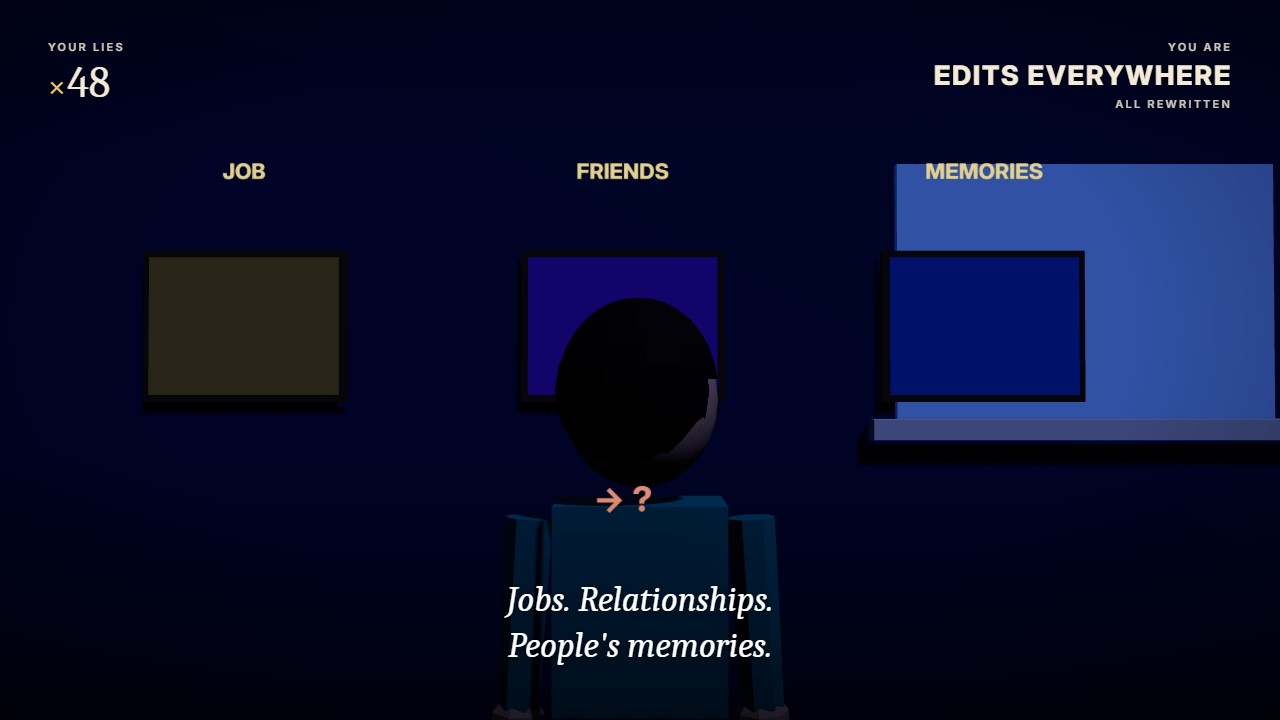 YOUR LIES
×48
YOU ARE
EDITS EVERYWHERE
ALL REWRITTEN
JOB
FRIENDS
MEMORIES
→ ?
Jobs. Relationships.
People's memories.